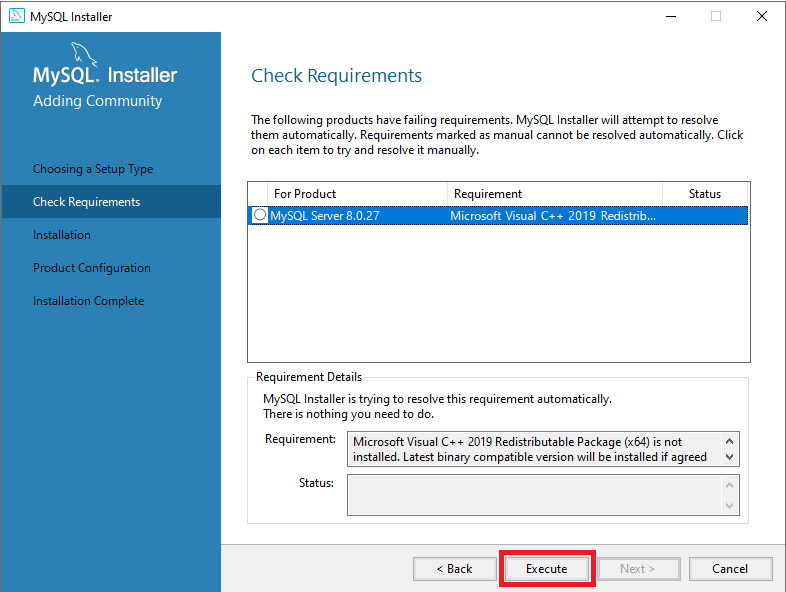 MySQL Installer
MySQL. Installer
Adding Community
Choosing a Setup Type
Check Requirements
Installation
Product Configuration
Installation Complete
Check Requirements
The following products have failing requirements. MySQL Installer will attempt to resolve
them automatically. Requirements marked as manual cannot be resolved automatically. Click
on each item to try and resolve it manually.
For Product Requirement Status
MySQL Server 8.0.27 Microsoft Visual C++ 2019 Redistrib...
Requirement Details
MySQL Installer is trying to resolve this requirement automatically.
There is nothing you need to do.
Requirement: Microsoft Visual C++ 2019 Redistributable Package (x64) is not
installed. Latest binary compatible version will be installed if agreed
Status:
< Back Execute Next > Cancel